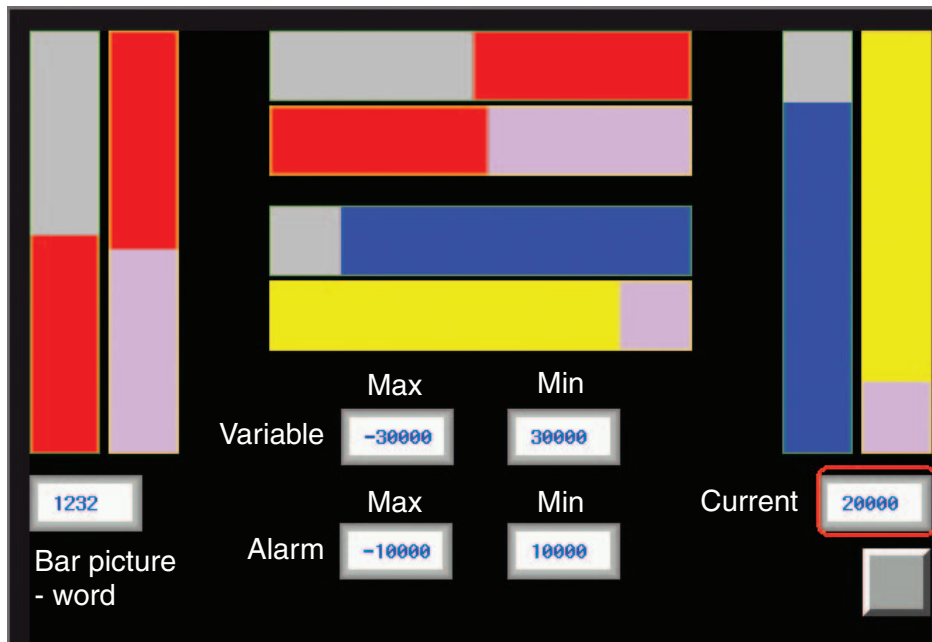 Max Min
Variable -30000 30000
1232
Max Min
Current 20000
Alarm -10000 10000
Bar picture
- word